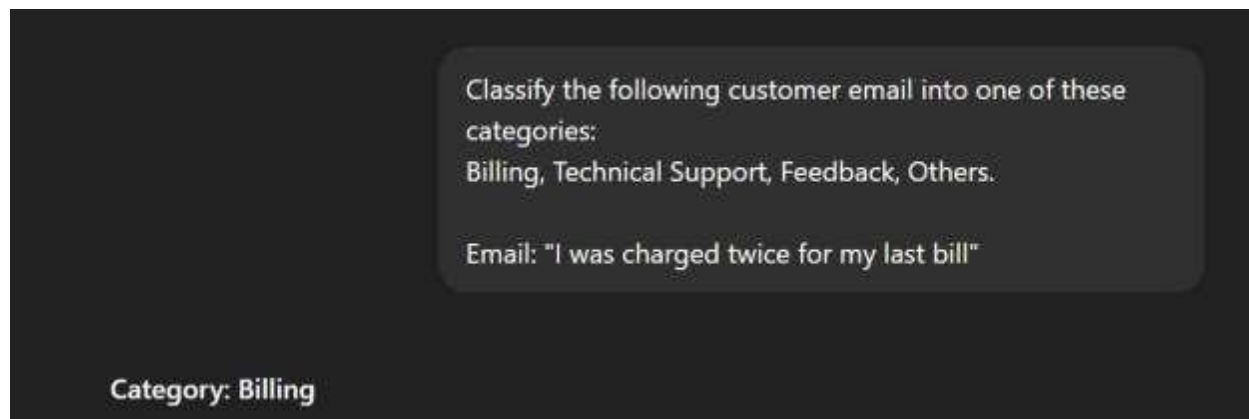 Classify the following customer email into one of these
categories:
Billing, Technical Support, Feedback, Others.
Email: "I was charged twice for my last bill"
Category: Billing